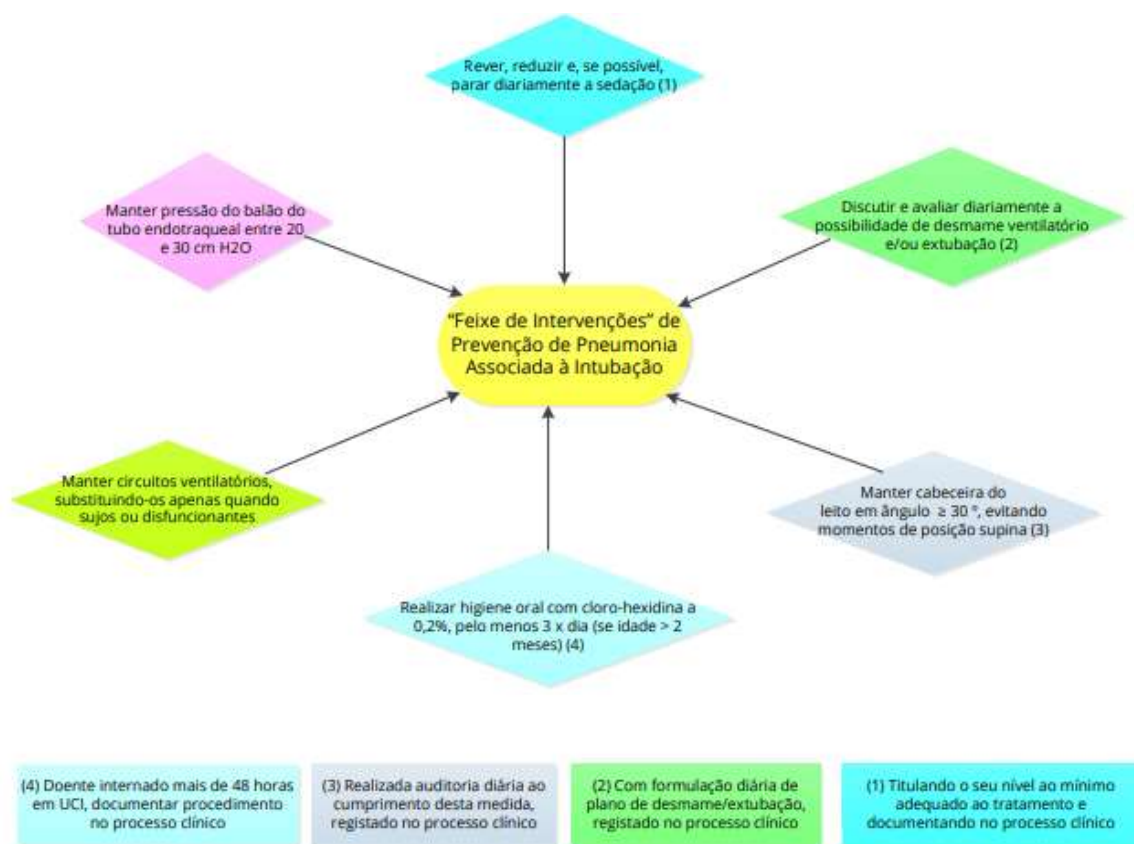 Rever, reduzir e, se possível,
parar diariamente a sedação (1)
Manter pressão do balão do
tubo endotraqueal entre 20
e 30 cm H2O
Discutir e avaliar diariamente a
possibilidade de desmame ventilatório
e/ou extubação (2)
“Feixe de Intervenções” de
Prevenção de Pneumonia
Associada à Intubação
Manter circuitos ventilatórios,
substituindo-os apenas quando
sujos ou disfuncionantes
Manter cabeceira do
leito em ângulo ≥ 30 º, evitando
momentos de posição supina (3)
Realizar higiene oral com cloro-hexidina a
0,2%, pelo menos 3 x dia (se idade > 2
meses) (4)
(4) Doente internado mais de 48 horas
em UCI, documentar procedimento
no processo clínico
(3) Realizada auditoria diária ao
cumprimento desta medida,
registado no processo clínico
(2) Com formulação diária de
plano de desmame/extubação,
registado no processo clínico
(1) Titulando o seu nível ao mínimo
adequado ao tratamento e
documentando no processo clínico